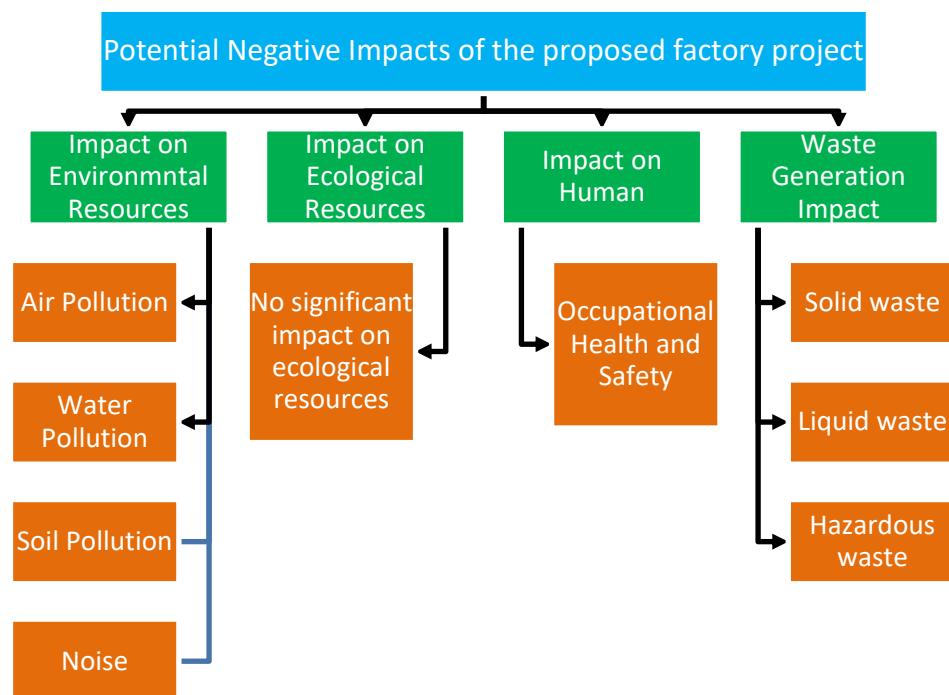 Potential Negative Impacts of the proposed factory project
Impact on
Environmntal
Resources
Impact on
Ecological
Resources
Impact on
Human
Waste
Generation
Impact
Air Pollution
Water
Pollution
Soil Pollution
Noise
No significant
impact on
ecological
resources
Occupational
Health and
Safety
Solid waste
Liquid waste
Hazardous
waste